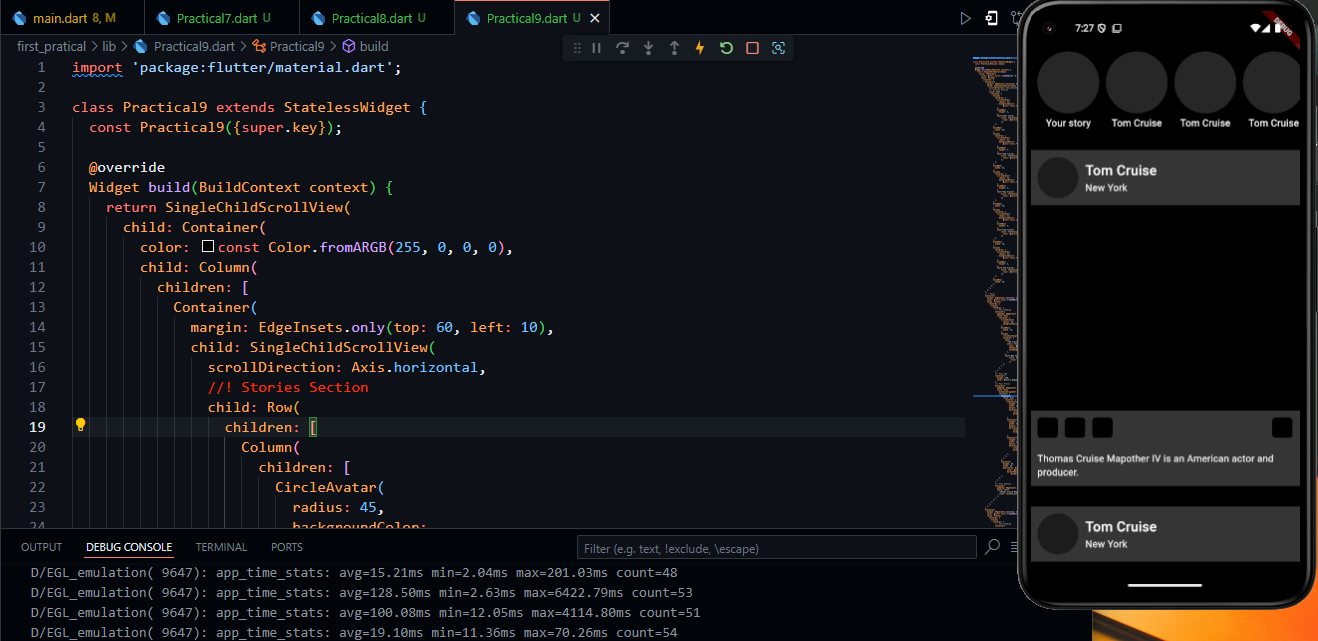 main.dart 8, M
Practical7.dart U
Practical8.dart U
Practical9.dart U
first_pratical > lib > Practical9.dart > Practical9 > build
1 import 'package:flutter/material.dart';
2
3 class Practical9 extends StatelessWidget {
4 const Practical9({super.key});
5
6 @override
7 Widget build(BuildContext context) {
8 return SingleChildScrollView(
9 child: Container(
10 color: const Color.fromARGB(255, 0, 0, 0),
11 child: Column(
12 children: [
13 Container(
14 margin: EdgeInsets.only(top: 60, left: 10),
15 child: SingleChildScrollView(
16 scrollDirection: Axis.horizontal,
17 //! Stories Section
18 child: Row(
19 children: [
20 Column(
21 children: [
22 CircleAvatar(
23 radius: 45,
24 backgroundColor:
OUTPUT
DEBUG CONSOLE
TERMINAL
PORTS
Filter (e.g. text, !exclude, \escape)
D/EGL_emulation( 9647): app_time_stats: avg=15.21ms min=2.04ms max=201.03ms count=48
D/EGL_emulation( 9647): app_time_stats: avg=128.50ms min=2.63ms max=6422.79ms count=53
D/EGL_emulation( 9647): app_time_stats: avg=100.08ms min=12.05ms max=4114.80ms count=51
D/EGL_emulation( 9647): app_time_stats: avg=19.10ms min=11.36ms max=70.26ms count=54
7:27
DEBUG
Your story
Tom Cruise
Tom Cruise
Tom Cruise
Tom Cruise
New York
Thomas Cruise Mapother IV is an American actor and
producer.
Tom Cruise
New York